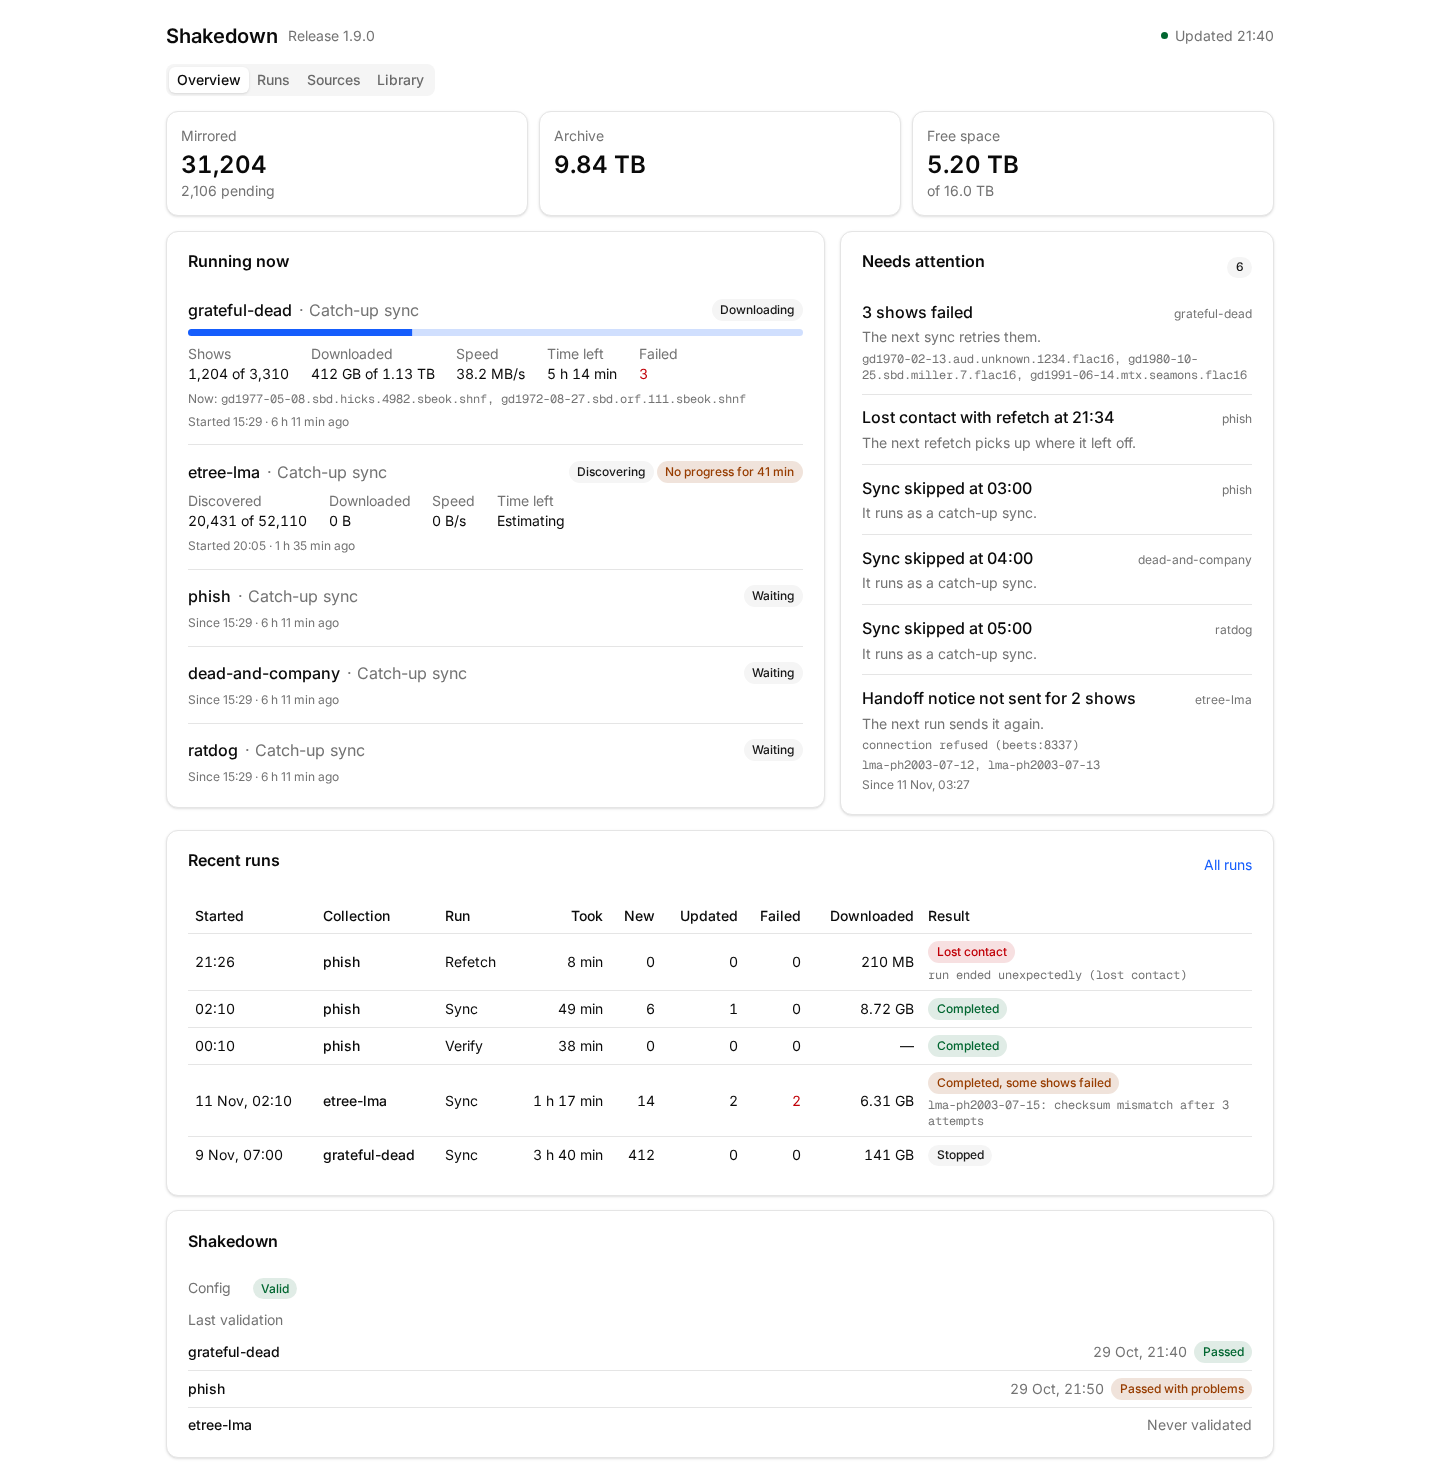 Shakedown Release 1.9.0
Updated 21:40
Overview Runs Sources Library
Mirrored
31,204
2,106 pending
Archive
9.84 TB
Free space
5.20 TB
of 16.0 TB
Running now
grateful-dead · Catch-up sync Downloading
Shows Downloaded Speed Time left Failed
1,204 of 3,310 412 GB of 1.13 TB 38.2 MB/s 5 h 14 min 3
Now: gd1977-05-08.sbd.hicks.4982.sbeok.shnf, gd1972-08-27.sbd.orf.111.sbeok.shnf
Started 15:29 · 6 h 11 min ago
etree-lma · Catch-up sync Discovering No progress for 41 min
Discovered Downloaded Speed Time left
20,431 of 52,110 0 B 0 B/s Estimating
Started 20:05 · 1 h 35 min ago
phish · Catch-up sync Waiting
Since 15:29 · 6 h 11 min ago
dead-and-company · Catch-up sync Waiting
Since 15:29 · 6 h 11 min ago
ratdog · Catch-up sync Waiting
Since 15:29 · 6 h 11 min ago
Needs attention 6
3 shows failed grateful-dead
The next sync retries them.
gd1970-02-13.aud.unknown.1234.flac16, gd1980-10-
25.sbd.miller.7.flac16, gd1991-06-14.mtx.seamons.flac16
Lost contact with refetch at 21:34 phish
The next refetch picks up where it left off.
Sync skipped at 03:00 phish
It runs as a catch-up sync.
Sync skipped at 04:00 dead-and-company
It runs as a catch-up sync.
Sync skipped at 05:00 ratdog
It runs as a catch-up sync.
Handoff notice not sent for 2 shows etree-lma
The next run sends it again.
connection refused (beets:8337)
lma-ph2003-07-12, lma-ph2003-07-13
Since 11 Nov, 03:27
Recent runs All runs
Started Collection Run Took New Updated Failed Downloaded Result
21:26 phish Refetch 8 min 0 0 0 210 MB Lost contact
run ended unexpectedly (lost contact)
02:10 phish Sync 49 min 6 1 0 8.72 GB Completed
00:10 phish Verify 38 min 0 0 0 — Completed
11 Nov, 02:10 etree-lma Sync 1 h 17 min 14 2 2 6.31 GB Completed, some shows failed
lma-ph2003-07-15: checksum mismatch after 3
attempts
9 Nov, 07:00 grateful-dead Sync 3 h 40 min 412 0 0 141 GB Stopped
Shakedown
Config Valid
Last validation
grateful-dead 29 Oct, 21:40 Passed
phish 29 Oct, 21:50 Passed with problems
etree-lma Never validated